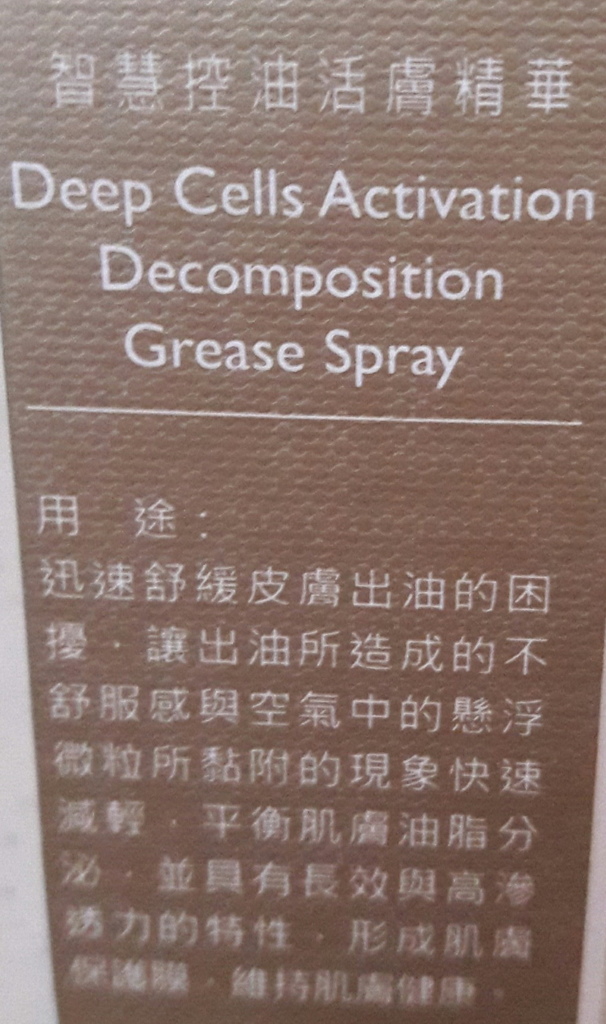 智慧控油活膚精華
Deep Cells Activation
Decomposition
Grease Spray
用 途：
迅速舒緩皮膚出油的困
擾，讓出油所造成的不
舒服感與空氣中的懸浮
微粒所黏附的現象快速
減輕，平衡肌膚油脂分
泌，並具有長效與高滲
透力的特性，形成肌膚
保護膜，維持肌膚健康。